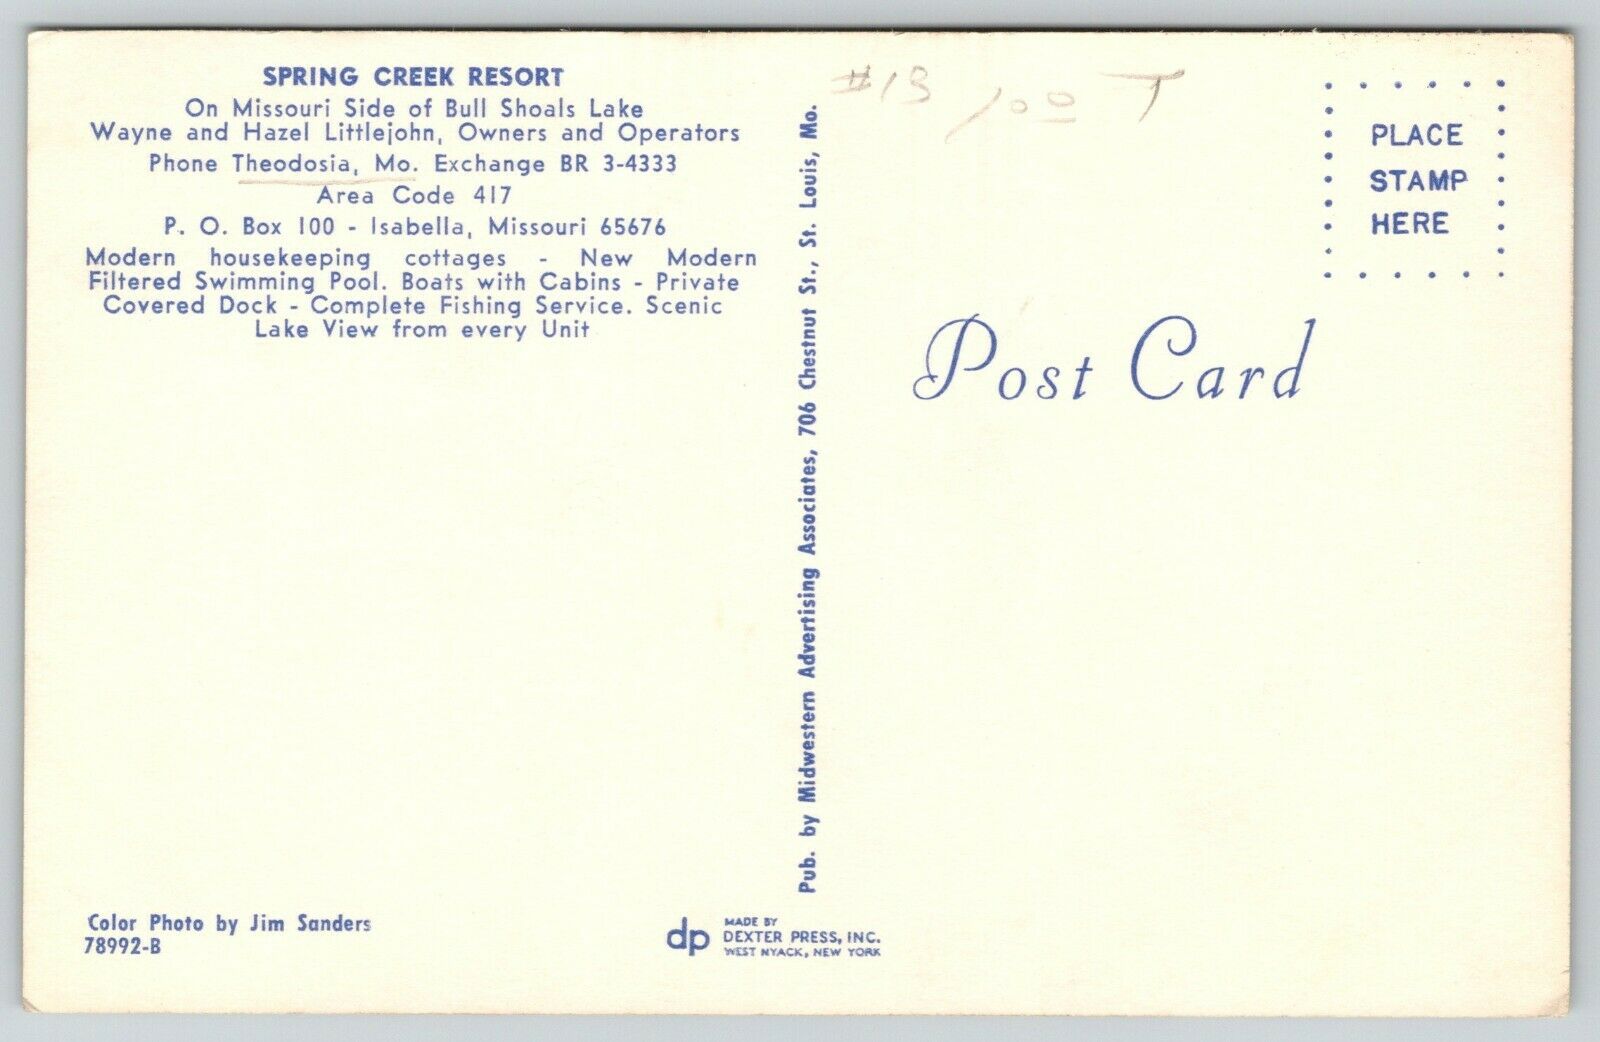 SPRING CREEK RESORT
On Missouri Side of Bull Shoals Lake
Wayne and Hazel Littlejohn, Owners and Operators
Phone Theodosia, Mo. Exchange BR 3-4333
Area Code 417
P. O. Box 100 - Isabella, Missouri 65676
Modern housekeeping cottages - New Modern
Filtered Swimming Pool. Boats with Cabins - Private
Covered Dock - Complete Fishing Service. Scenic
Lake View from every Unit
Color Photo by Jim Sanders
78992-B
Pub. by Midwestern Advertising Associates, 706 Chestnut St., St. Louis, Mo.
dp
MADE BY
DEXTER PRESS, INC.
WEST NYACK, NEW YORK
#13 100 T
PLACE
STAMP
HERE
Post Card